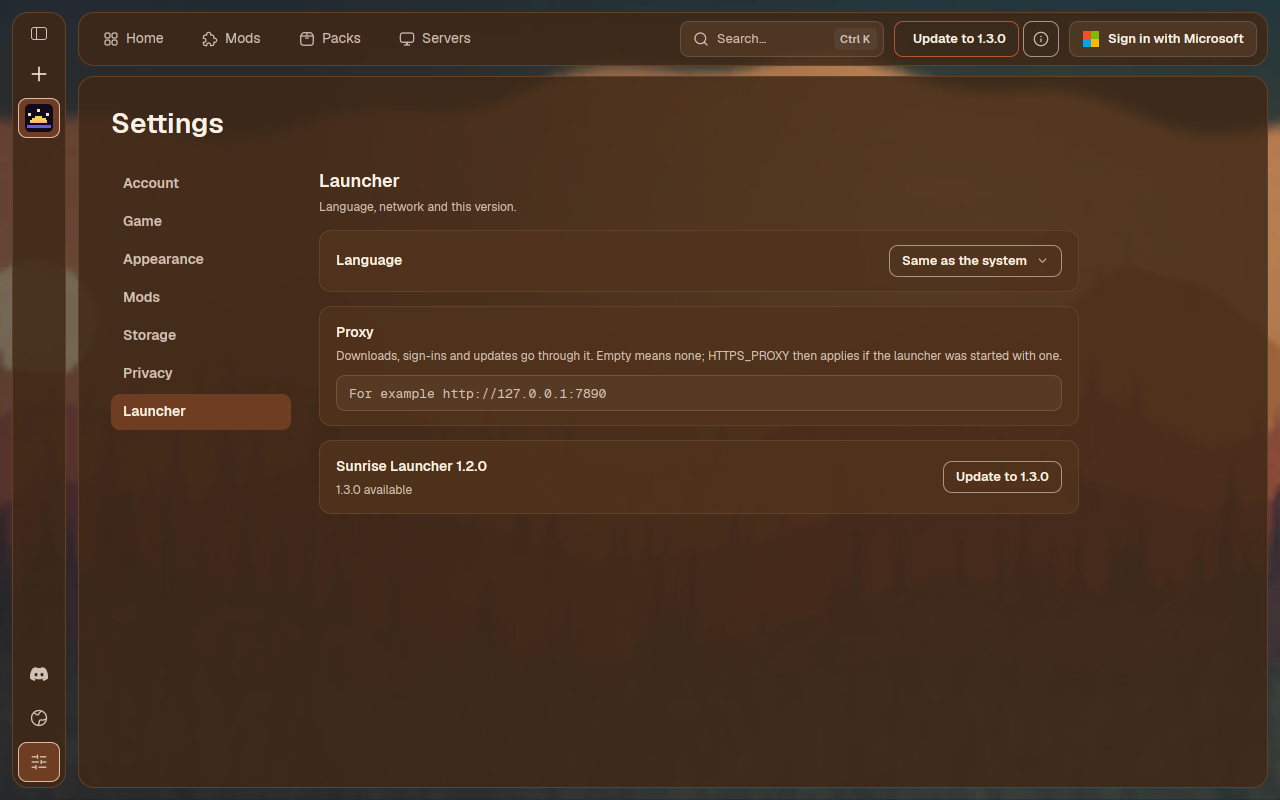 Home
Mods
Packs
Servers
Search...
Ctrl K
Update to 1.3.0
Sign in with Microsoft
Settings
Account
Game
Appearance
Mods
Storage
Privacy
Launcher
Launcher
Language, network and this version.
Language
Same as the system
Proxy
Downloads, sign-ins and updates go through it. Empty means none; HTTPS_PROXY then applies if the launcher was started with one.
For example http://127.0.0.1:7890
Sunrise Launcher 1.2.0
1.3.0 available
Update to 1.3.0